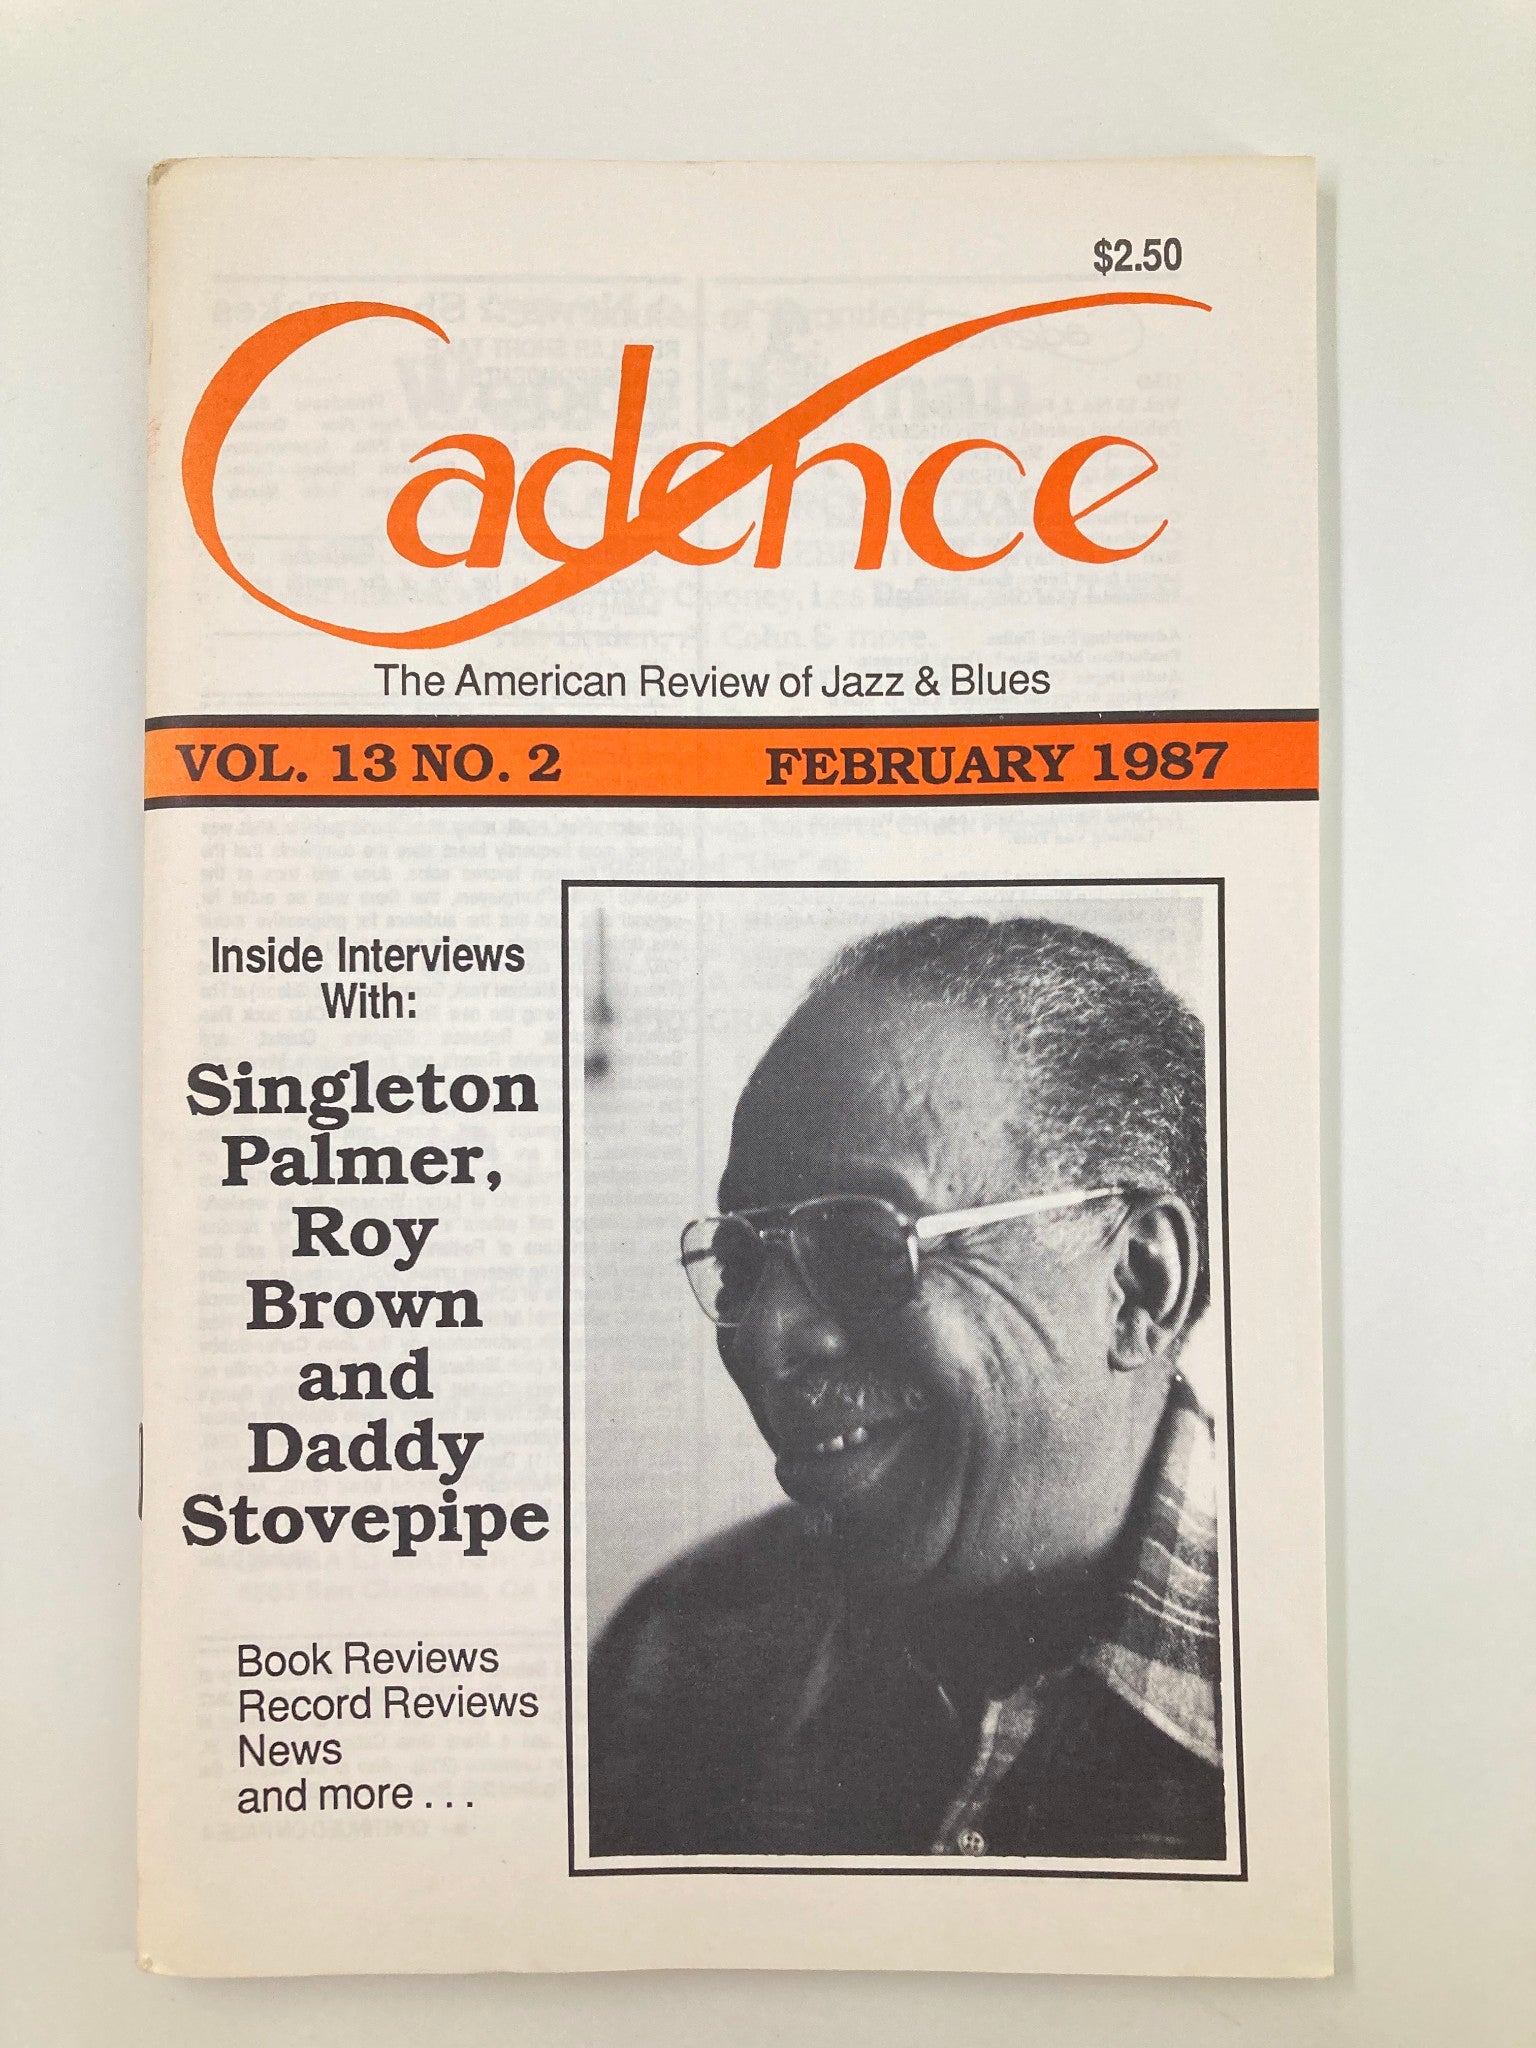 $2.50
Cadence
The American Review of Jazz & Blues
VOL. 13 NO. 2 FEBRUARY 1987
Inside Interviews
With:
Singleton
Palmer,
Roy
Brown
and
Daddy
Stovepipe
Book Reviews
Record Reviews
News
and more . . .